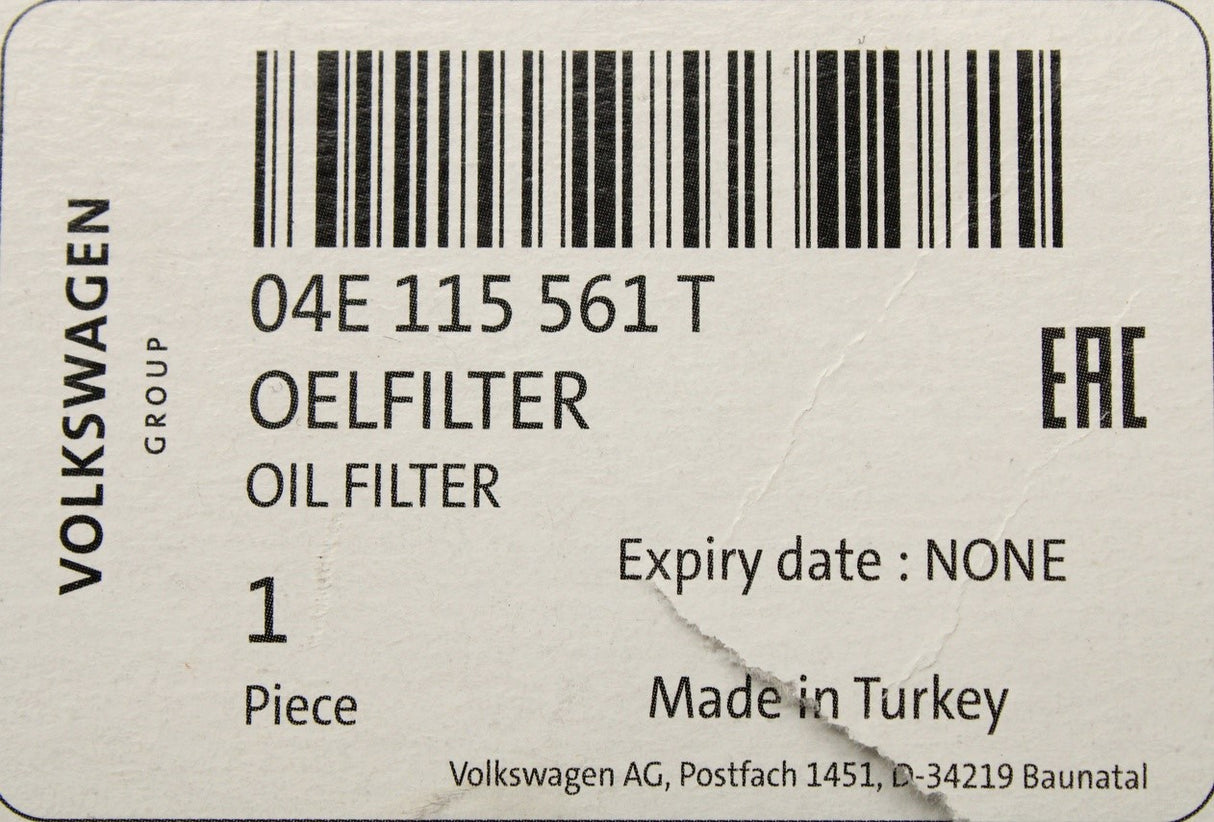 VOLKSWAGEN
GROUP
04E 115 561 T
OELFILTER
EAC
OIL FILTER
Expiry date : NONE
1
Piece
Made in Turkey
Volkswagen AG, Postfach 1451, D-34219 Baunatal